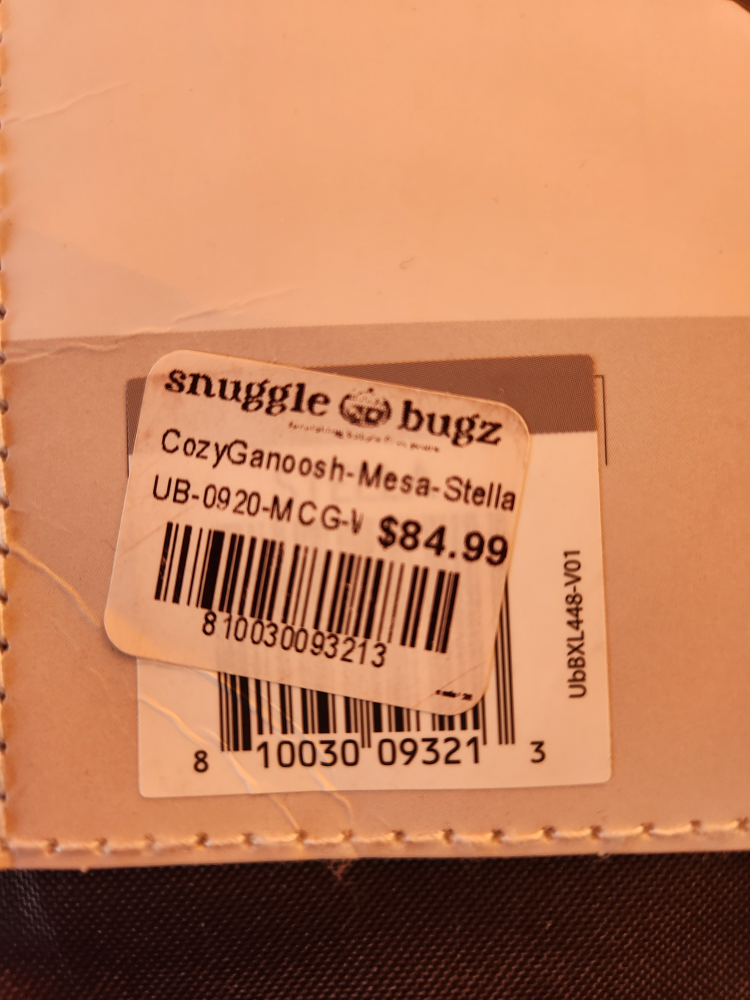 snuggle bugz
CozyGanoosh-Mesa-Stella
UB-0920-MCG-V $84.99
810030093213
UbBXL448-V01
8 10030 09321 3